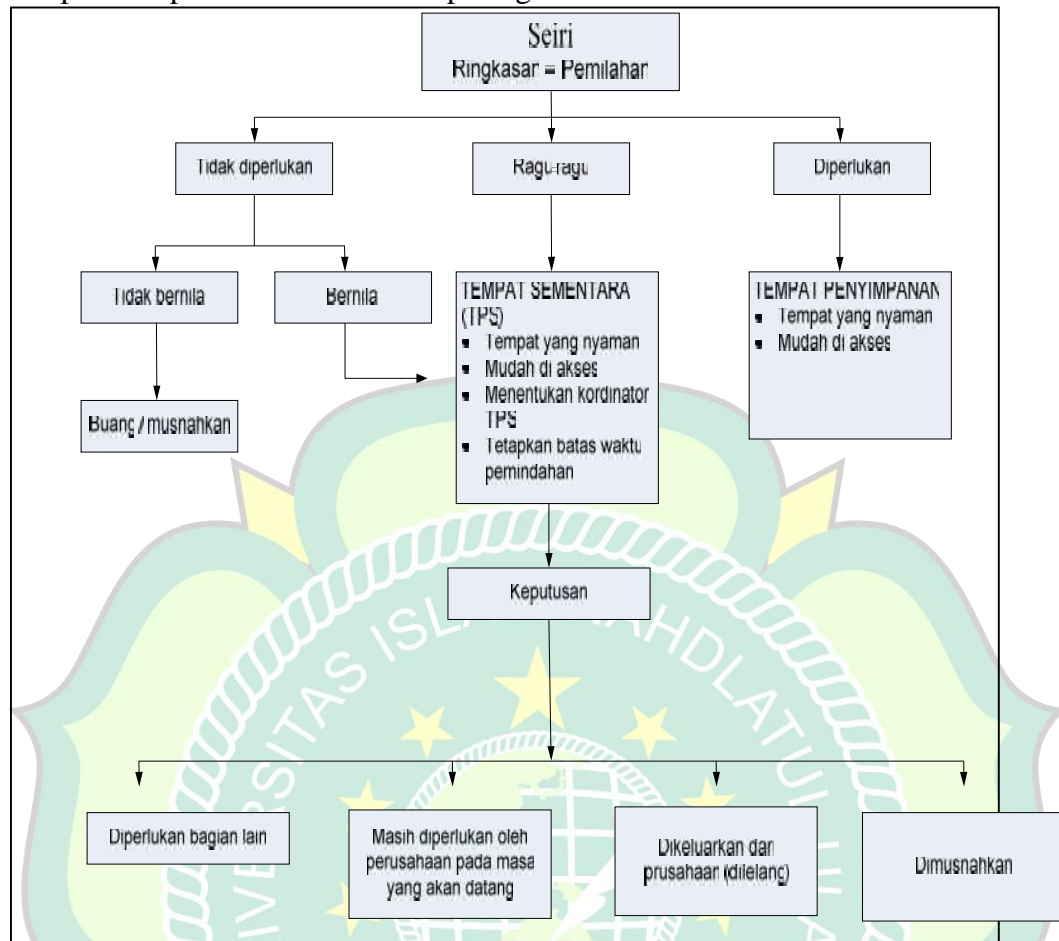 Seiri
Ringkasan = Pemilahan
Tidak diperlukan
Ragu-ragu
Diperlukan
Tidak bernila
Bernila
TEMPAT SEMENTARA
(TPS)
▪ Tempat yang nyaman
▪ Mudah di akses
▪ Menentukan kordinator
TPS
▪ Tetapkan batas waktu
pemindahan
TEMPAT PENYIMPANAN
▪ Tempat yang nyaman
▪ Mudah di akses
Buang / musnahkan
Keputusan
Diperlukan bagian lain
Masih diperlukan oleh
perusahaan pada masa
yang akan datang
Dikeluarkan dari
prusahaan (dilelang)
Dimusnahkan